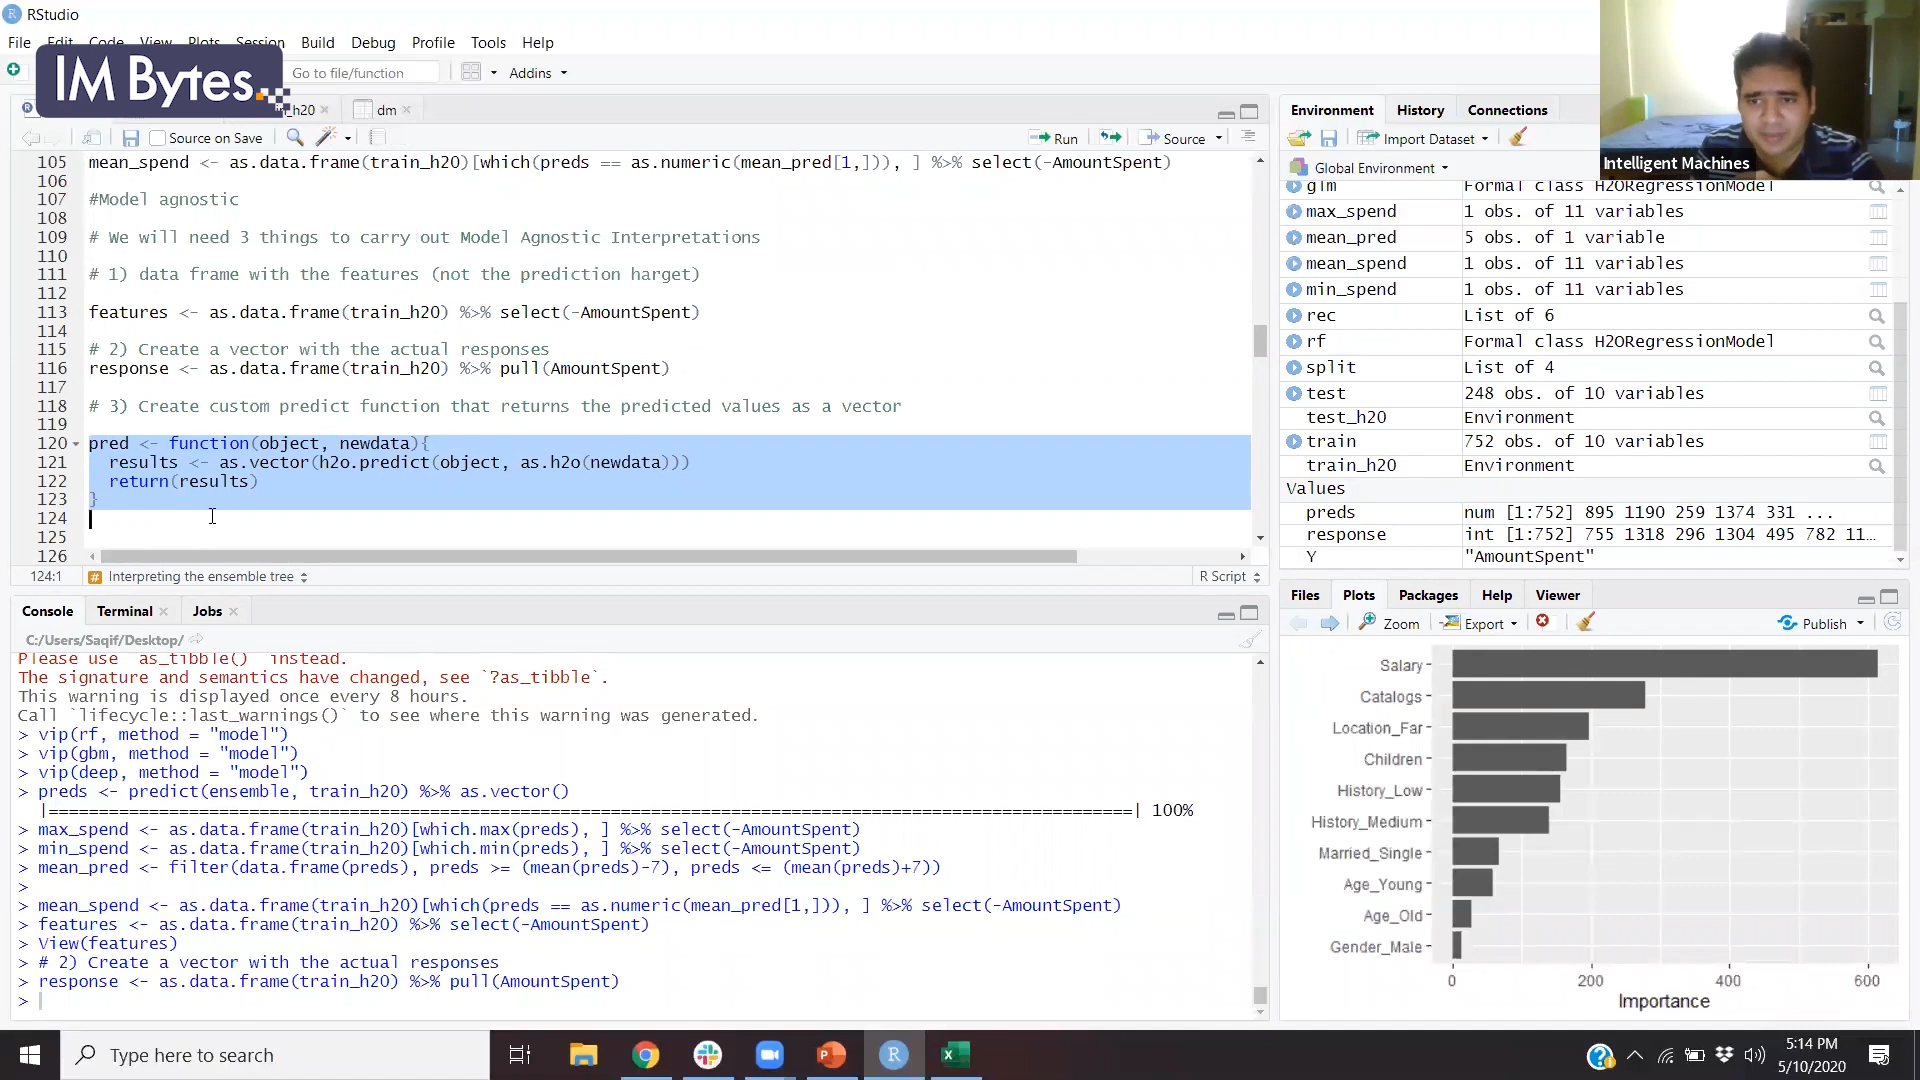 RStudio
File Edit Code View Plots Session Build Debug Profile Tools Help
IM Bytes.
Go to file/function
Addins
_h20
dm
Source on Save
Run
Source
105 mean_spend <- as.data.frame(train_h20)[which(preds == as.numeric(mean_pred[1,])), ] %>% select(-AmountSpent)
106
107 #Model agnostic
108
109 # We will need 3 things to carry out Model Agnostic Interpretations
110
111 # 1) data frame with the features (not the prediction harget)
112
113 features <- as.data.frame(train_h20) %>% select(-AmountSpent)
114
115 # 2) Create a vector with the actual responses
116 response <- as.data.frame(train_h20) %>% pull(AmountSpent)
117
118 # 3) Create custom predict function that returns the predicted values as a vector
119
120 pred <- function(object, newdata){
121 results <- as.vector(h2o.predict(object, as.h2o(newdata)))
122 return(results)
123 }
124
125
126
124:1 Interpreting the ensemble tree
R Script
Console Terminal Jobs
C:/Users/Saqif/Desktop/
Please use `as_tibble()` instead.
The signature and semantics have changed, see `?as_tibble`.
This warning is displayed once every 8 hours.
Call `lifecycle::last_warnings()` to see where this warning was generated.
> vip(rf, method = "model")
> vip(gbm, method = "model")
> vip(deep, method = "model")
> preds <- predict(ensemble, train_h20) %>% as.vector()
|=========================================================================================================| 100%
> max_spend <- as.data.frame(train_h20)[which.max(preds), ] %>% select(-AmountSpent)
> min_spend <- as.data.frame(train_h20)[which.min(preds), ] %>% select(-AmountSpent)
> mean_pred <- filter(data.frame(preds), preds >= (mean(preds)-7), preds <= (mean(preds)+7))
>
> mean_spend <- as.data.frame(train_h20)[which(preds == as.numeric(mean_pred[1,])), ] %>% select(-AmountSpent)
> features <- as.data.frame(train_h20) %>% select(-AmountSpent)
> View(features)
> # 2) Create a vector with the actual responses
> response <- as.data.frame(train_h20) %>% pull(AmountSpent)
>
Intelligent Machines
Environment History Connections
Import Dataset
Global Environment
glm Formal class H2ORegressionModel
max_spend 1 obs. of 11 variables
mean_pred 5 obs. of 1 variable
mean_spend 1 obs. of 11 variables
min_spend 1 obs. of 11 variables
rec List of 6
rf Formal class H2ORegressionModel
split List of 4
test 248 obs. of 10 variables
test_h20 Environment
train 752 obs. of 10 variables
train_h20 Environment
Values
preds num [1:752] 895 1190 259 1374 331 ...
response int [1:752] 755 1318 296 1304 495 782 11…
Y "AmountSpent"
Files Plots Packages Help Viewer
Zoom Export Publish
Salary
Catalogs
Location_Far
Children
History_Low
History_Medium
Married_Single
Age_Young
Age_Old
Gender_Male
0 200 400 600
Importance
Type here to search
5:14 PM
5/10/2020